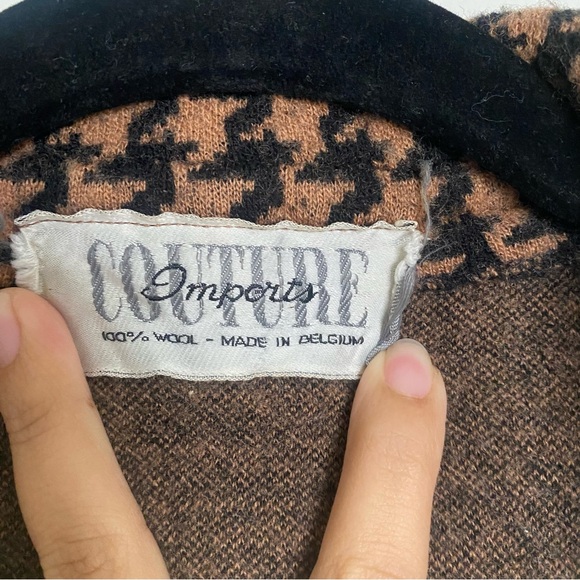 COUTURE
Imports
100% WOOL - MADE IN BELGIUM